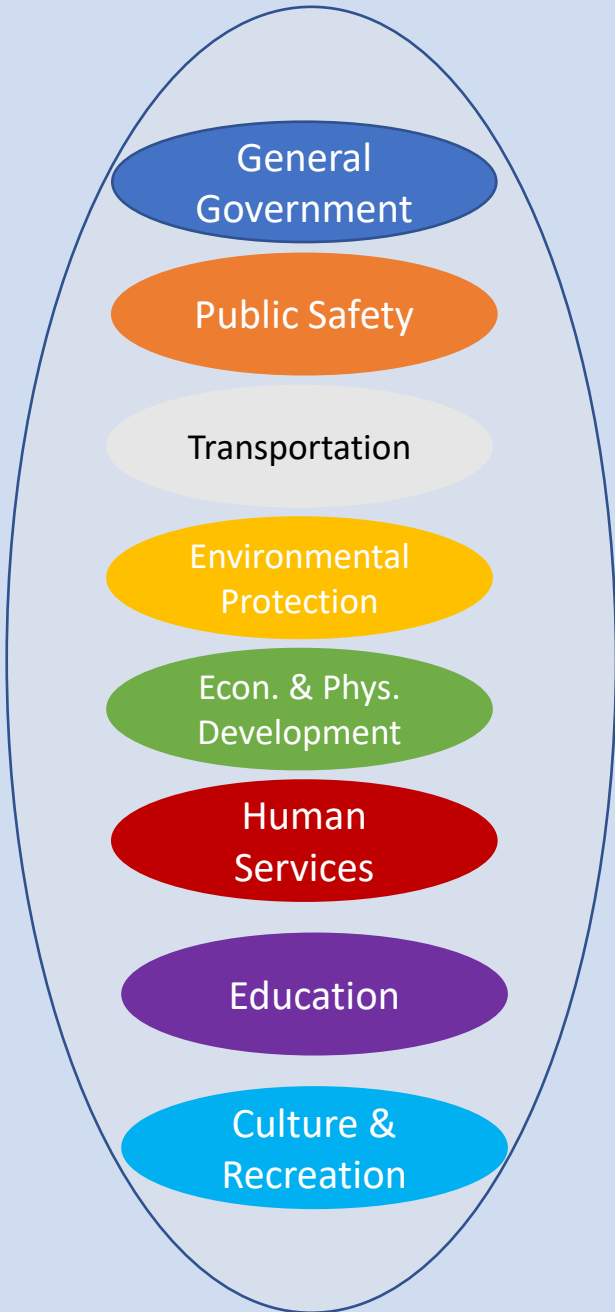 General
Government
Public Safety
Transportation
Environmental
Protection
Econ. & Phys.
Development
Human
Services
Education
Culture &
Recreation